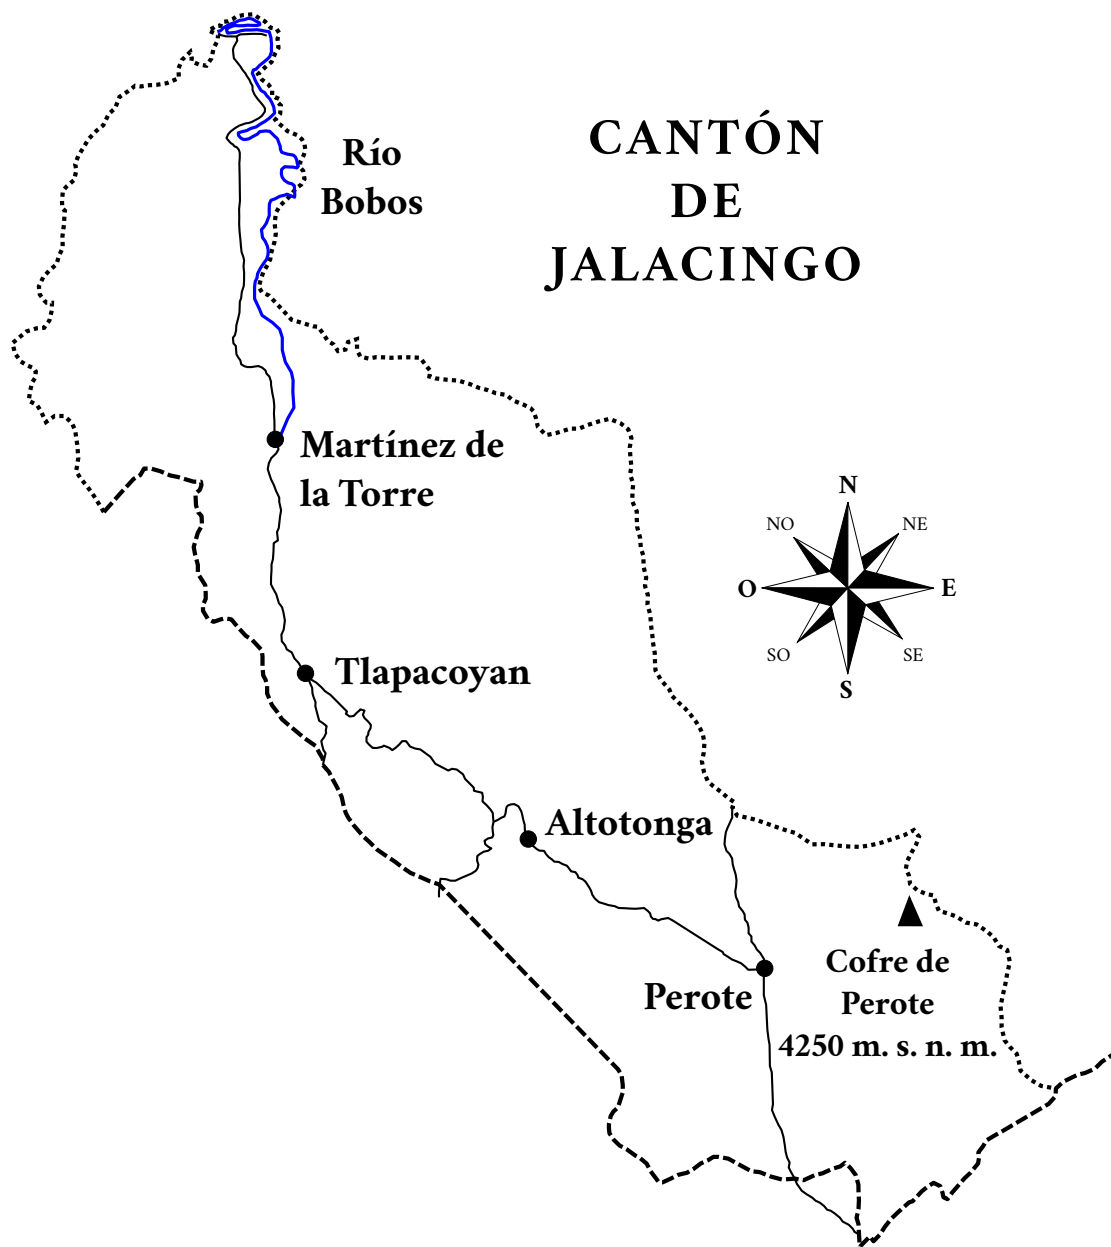 CANTÓN
DE
JALACINGO
Río
Bobos
Martínez de
la Torre
N
NO
NE
O
E
SO
SE
S
Tlapacoyan
Altotonga
Cofre de
Perote
4250 m. s. n. m.
Perote